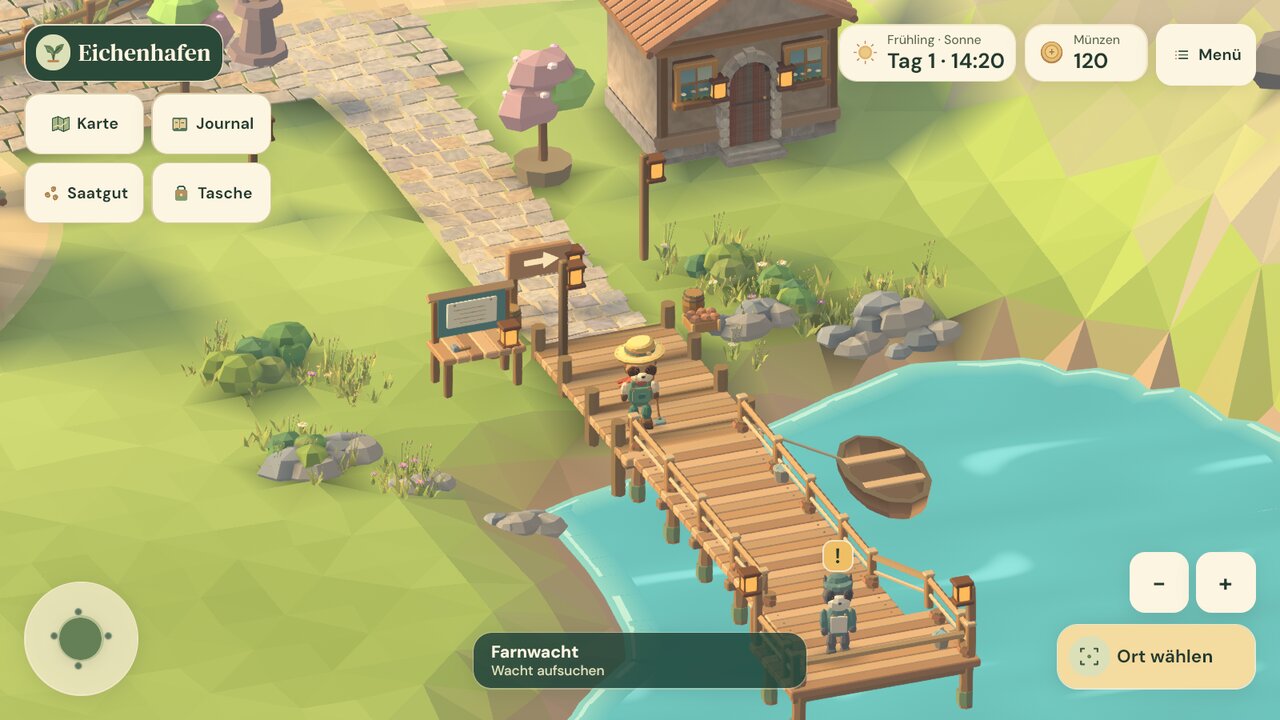 Eichenhafen
Frühling · Sonne
Tag 1 · 14:20
Münzen
120
Menü
Karte
Journal
Saatgut
Tasche
!
-
+
Farnwacht
Wacht aufsuchen
Ort wählen